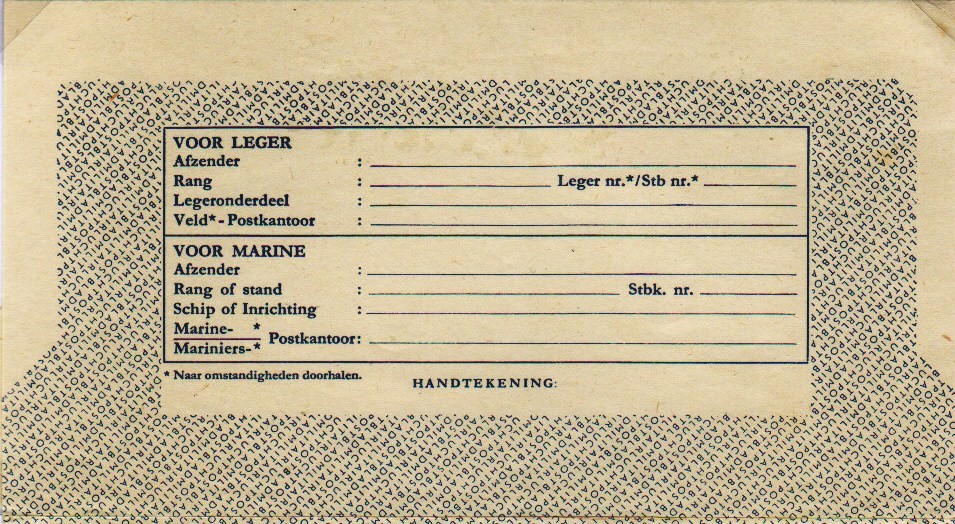 VOOR LEGER
Afzender :
Rang : Leger nr.*/Stb nr.*
Legeronderdeel :
Veld*-Postkantoor :
VOOR MARINE
Afzender :
Rang of stand : Stbk. nr.
Schip of Inrichting :
Marine- *
Mariniers-* Postkantoor:
* Naar omstandigheden doorhalen.
HANDTEKENING: